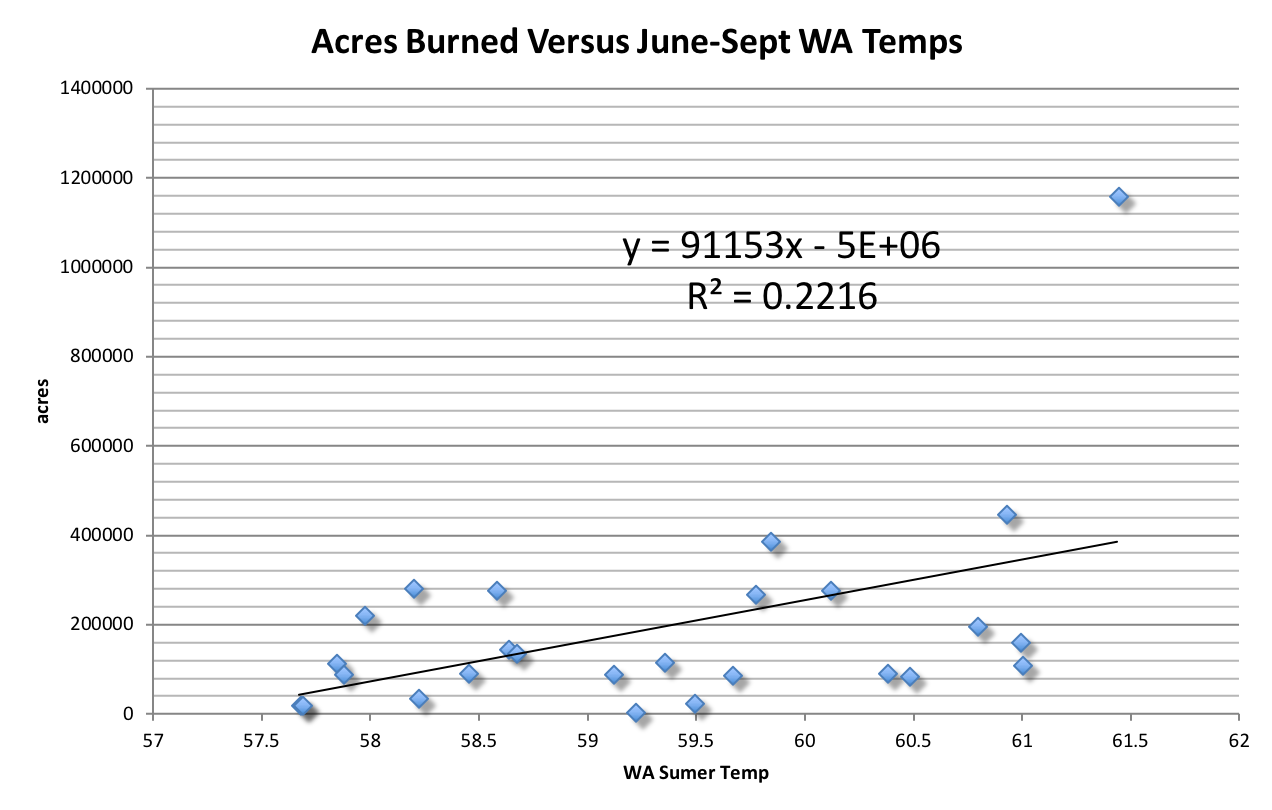 Acres Burned Versus June-Sept WA Temps
1400000
1200000
1000000
800000
600000
400000
200000
0
acres
y = 91153x - 5E+06
R² = 0.2216
57 57.5 58 58.5 59 59.5 60 60.5 61 61.5 62
WA Sumer Temp